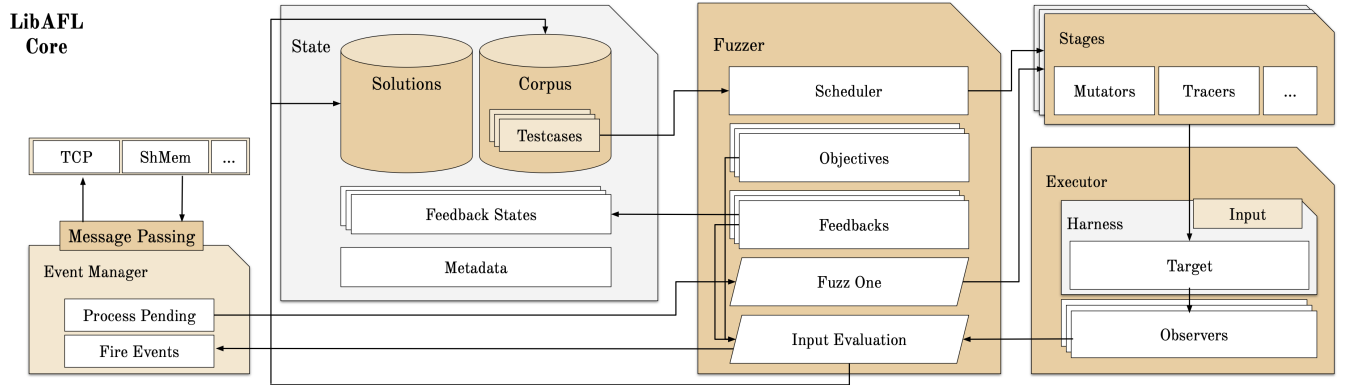 LibAFL
Core
TCP
ShMem
...
Message Passing
Event Manager
Process Pending
Fire Events
State
Solutions
Corpus
Testcases
Feedback States
Metadata
Fuzzer
Scheduler
Objectives
Feedbacks
Fuzz One
Input Evaluation
Stages
Mutators
Tracers
...
Executor
Input
Harness
Target
Observers